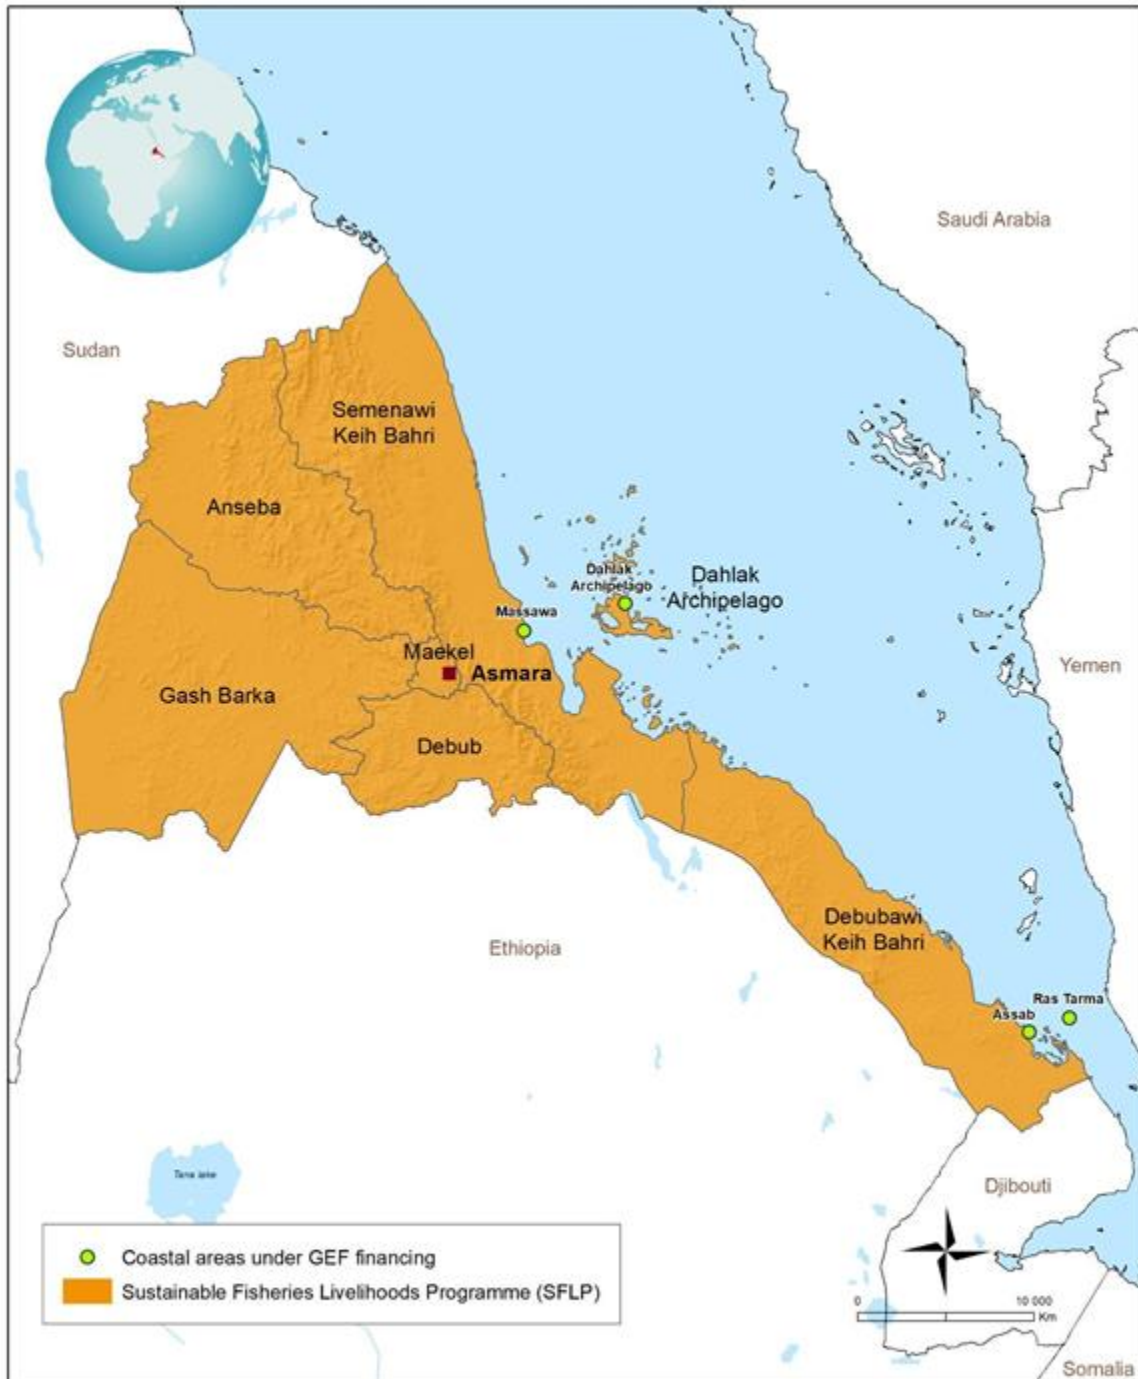 Saudi Arabia
Sudan
Semenawi
Keih Bahri
Anseba
Dahlak
Archipelago
Dahlak
Archipelago
Massawa
Maekel
Asmara
Yemen
Gash Barka
Debub
Debubawi
Keih Bahri
Ethiopia
Ras Tarma
Assab
Tana lake
Djibouti
Coastal areas under GEF financing
Sustainable Fisheries Livelihoods Programme (SFLP)
0 10 000
Km
Somalia